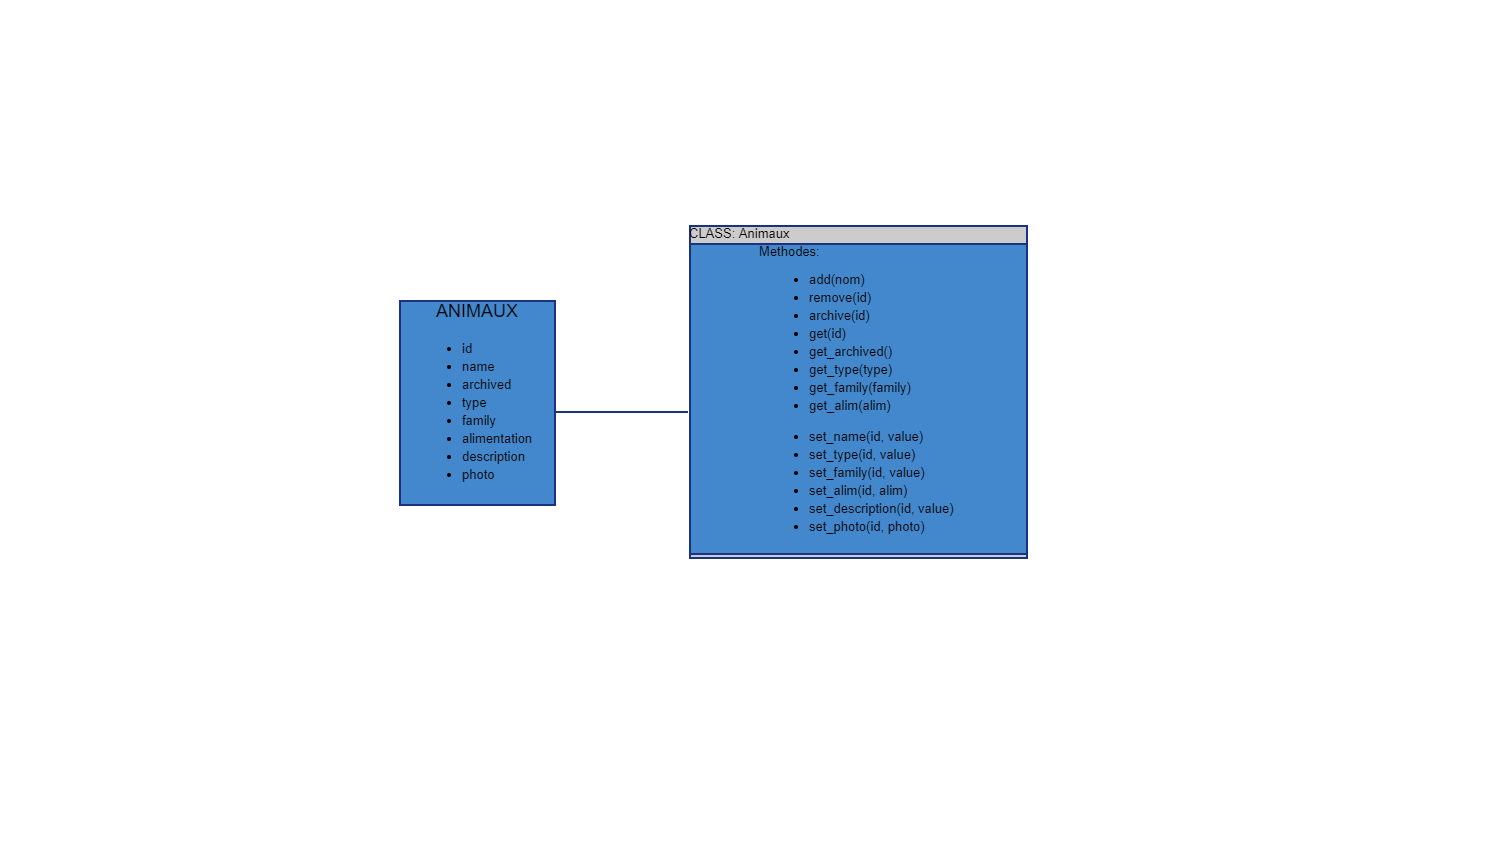 ANIMAUX
id
name
archived
type
family
alimentation
description
photo
CLASS: Animaux
Methodes:
add(nom)
remove(id)
archive(id)
get(id)
get_archived()
get_type(type)
get_family(family)
get_alim(alim)
set_name(id, value)
set_type(id, value)
set_family(id, value)
set_alim(id, alim)
set_description(id, value)
set_photo(id, photo)